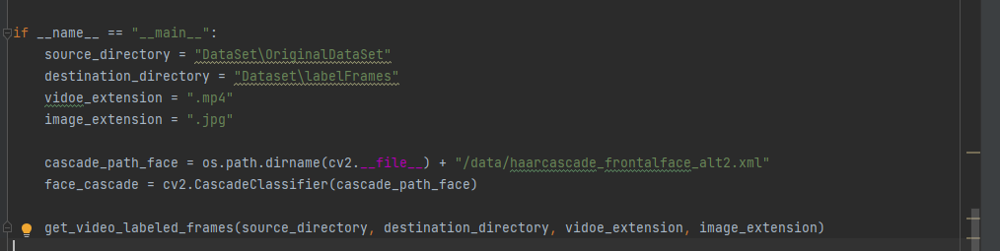 if __name__ == "__main__":
    source_directory = "DataSet\OriginalDataSet"
    destination_directory = "Dataset\labelFrames"
    vidoe_extension = ".mp4"
    image_extension = ".jpg"

    cascade_path_face = os.path.dirname(cv2.__file__) + "/data/haarcascade_frontalface_alt2.xml"
    face_cascade = cv2.CascadeClassifier(cascade_path_face)

    get_video_labeled_frames(source_directory, destination_directory, vidoe_extension, image_extension)